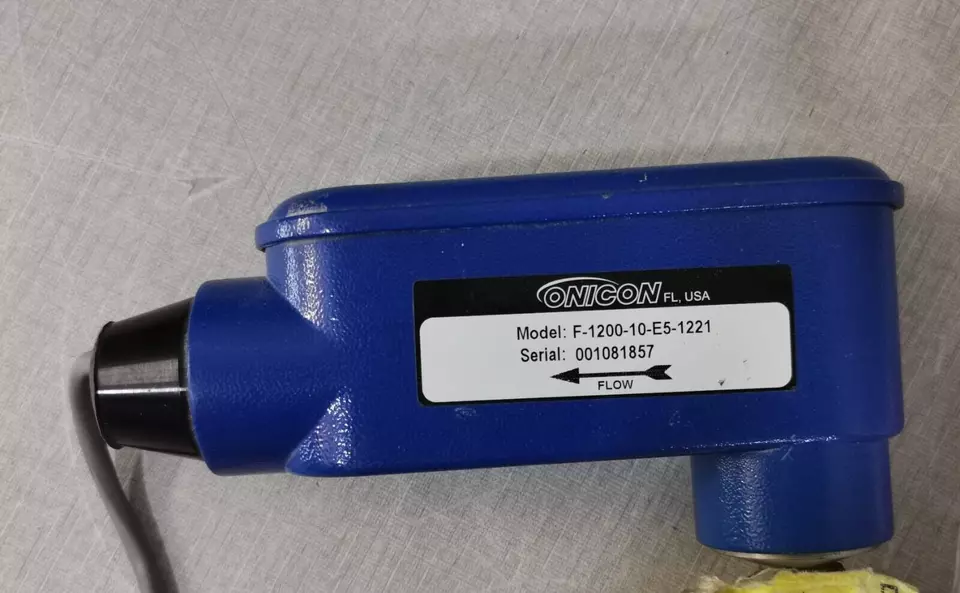 ONICON FL, USA
Model: F-1200-10-E5-1221
Serial: 001081857
FLOW